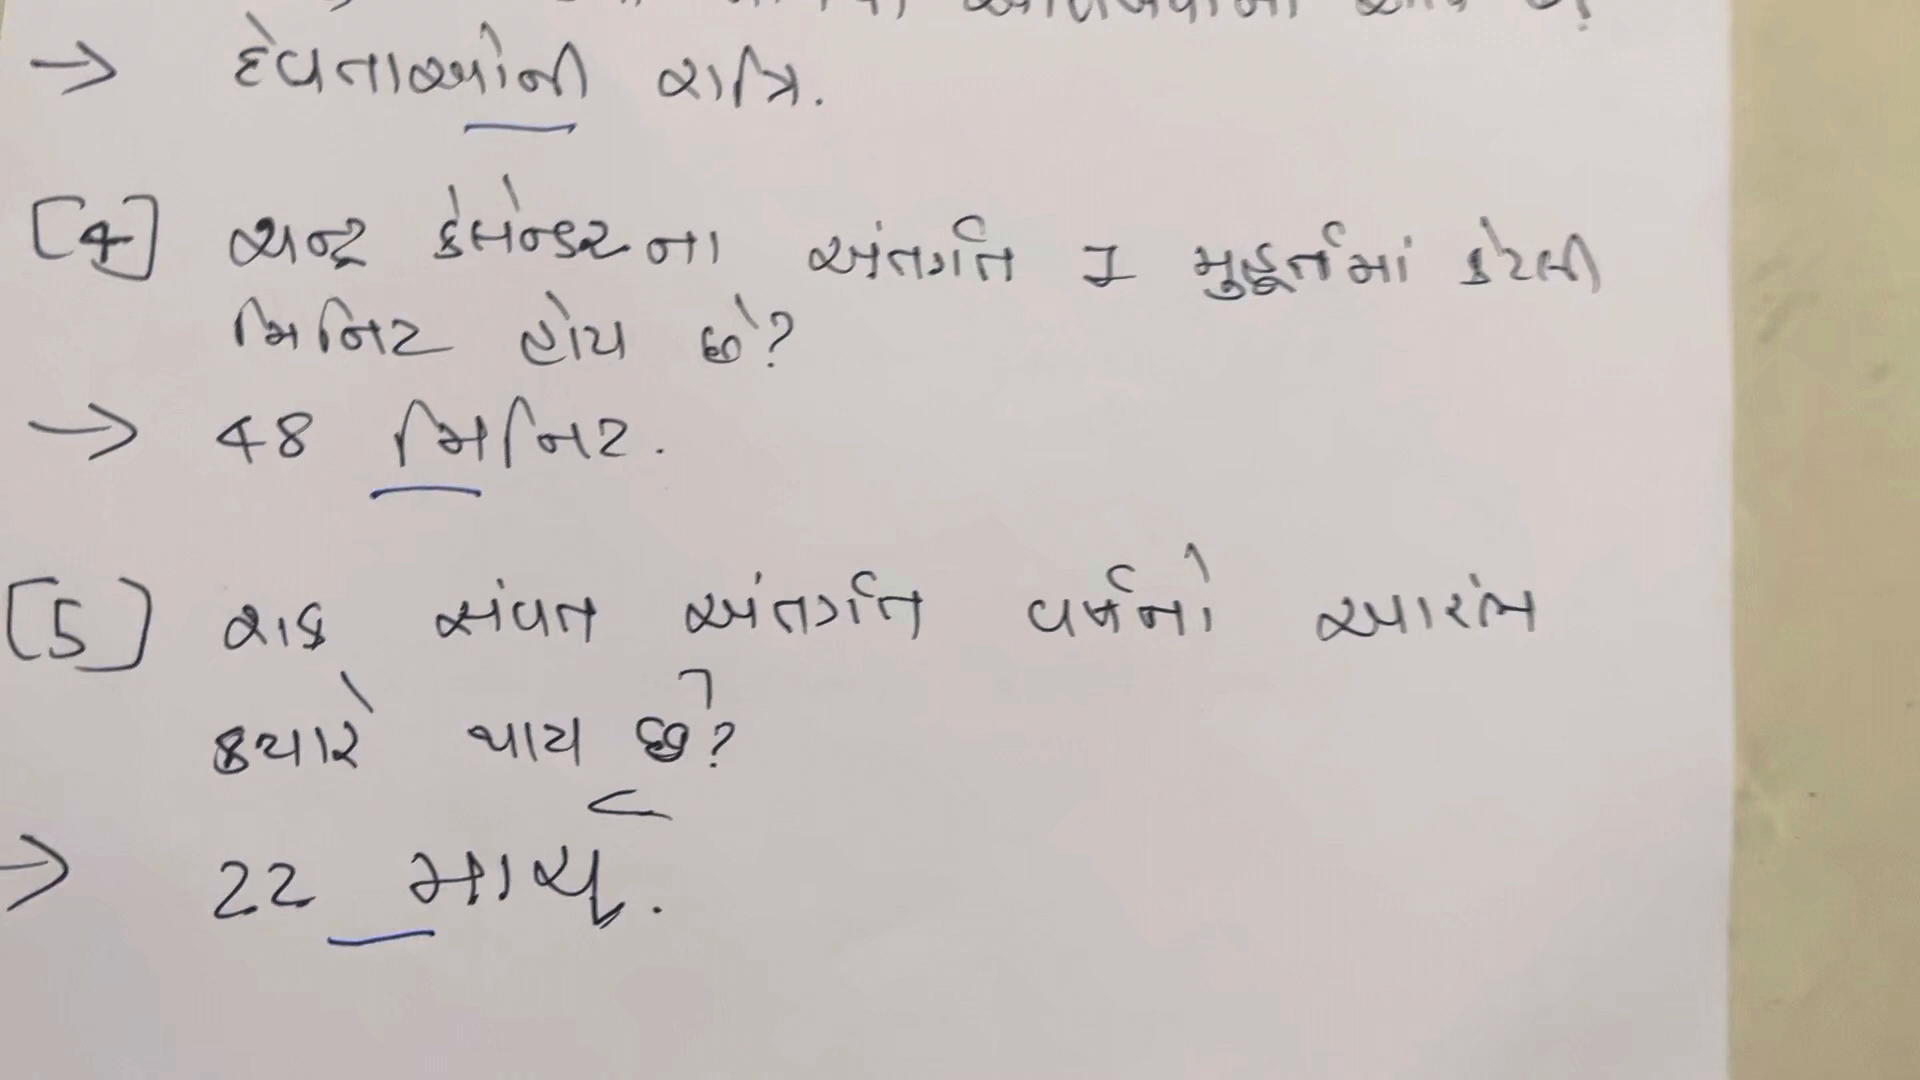 → દેવતાઓની રાત્રિ.
[4] ચન્દ્ર કેલેન્ડરના અંતર્ગત 1 મુહૂર્તમાં કેટલી
મિનિટ હોય છે?
→ 48 મિનિટ.
[5] શક સંવત અંતર્ગત વર્ષનો આરંભ
ક્યારે થાય છે?
→ 22 માર્ચ.